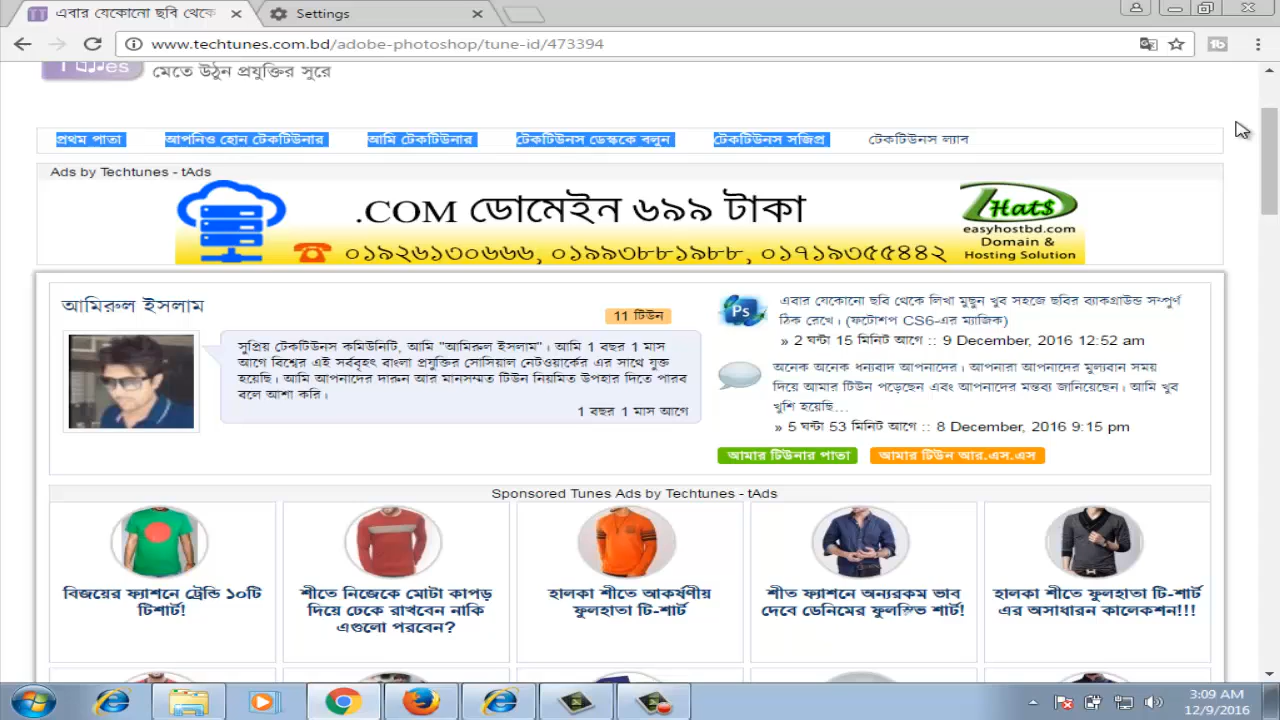 এবার যেকোনো ছবি থেকে
Settings
www.techtunes.com.bd/adobe-photoshop/tune-id/473394
মেতে উঠুন প্রযুক্তির সুরে
প্রথম পাতা আপনিও হোন টেকটিউনার আমি টেকটিউনার টেকটিউনস ডেস্ককে বলুন টেকটিউনস সজিপ্র টেকটিউনস ল্যাব
Ads by Techtunes - tAds
.COM ডোমেইন ৬৯৯ টাকা
০১৯২৬১৩০৬৬৬, ০১৯৯৩৮৮১৯৮৮, ০১৭১৯৩৫৫৪৪২
Hat$
easyhostbd.com
Domain &
Hosting Solution
আমিরুল ইসলাম
11 টিউন
সুপ্রিয় টেকটিউনস কমিউনিটি, আমি "আমিরুল ইসলাম"। আমি 1 বছর 1 মাস
আগে বিশ্বের এই সর্ববৃহৎ বাংলা প্রযুক্তির সোসিয়াল নেটওয়ার্কের এর সাথে যুক্ত
হয়েছি। আমি আপনাদের দারুন আর মানসম্মত টিউন নিয়মিত উপহার দিতে পারব
বলে আশা করি।
1 বছর 1 মাস আগে
Ps
এবার যেকোনো ছবি থেকে লিখা মুছুন খুব সহজে ছবির ব্যাকগ্রাউন্ড সম্পুর্ণ
ঠিক রেখে। (ফটোশপ CS6-এর ম্যাজিক)
» 2 ঘন্টা 15 মিনিট আগে :: 9 December, 2016 12:52 am
অনেক অনেক ধন্যবাদ আপনাদের। আপনারা আপনাদের মুল্যবান সময়
দিয়ে আমার টিউন পড়েছেন এবং আপনাদের মন্তব্য জানিয়েছেন। আমি খুব
খুশি হয়েছি...
» 5 ঘন্টা 53 মিনিট আগে :: 8 December, 2016 9:15 pm
আমার টিউনার পাতা আমার টিউন আর.এস.এস
Sponsored Tunes Ads by Techtunes - tAds
বিজয়ের ফ্যাশনে ট্রেন্ডি ১০টি
টিশার্ট!
শীতে নিজেকে মোটা কাপড়
দিয়ে ঢেকে রাখবেন নাকি
এগুলো পরবেন?
হালকা শীতে আকর্ষণীয়
ফুলহাতা টি-শার্ট
শীত ফ্যাশনে অন্যরকম ভাব
দেবে ডেনিমের ফুলস্লিভ শার্ট!
হালকা শীতে ফুলহাতা টি-শার্ট
এর অসাধারন কালেকশন!!!
3:09 AM
12/9/2016